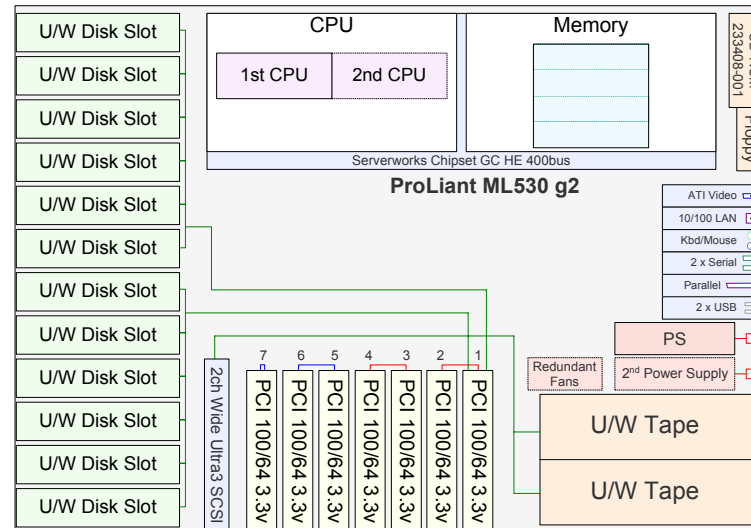 U/W Disk Slot
U/W Disk Slot
U/W Disk Slot
U/W Disk Slot
U/W Disk Slot
U/W Disk Slot
U/W Disk Slot
U/W Disk Slot
U/W Disk Slot
U/W Disk Slot
U/W Disk Slot
U/W Disk Slot
CPU
1st CPU
2nd CPU
Memory
Serverworks Chipset GC HE 400bus
ProLiant ML530 g2
233408-001
Floppy
ATI Video
10/100 LAN
Kbd/Mouse
2 x Serial
Parallel
2 x USB
PS
2nd Power Supply
Redundant
Fans
7 6 5 4 3 2 1
2ch Wide Ultra3 SCSI
PCI 100/64 3.3v
PCI 100/64 3.3v
PCI 100/64 3.3v
PCI 100/64 3.3v
PCI 100/64 3.3v
PCI 100/64 3.3v
PCI 100/64 3.3v
U/W Tape
U/W Tape